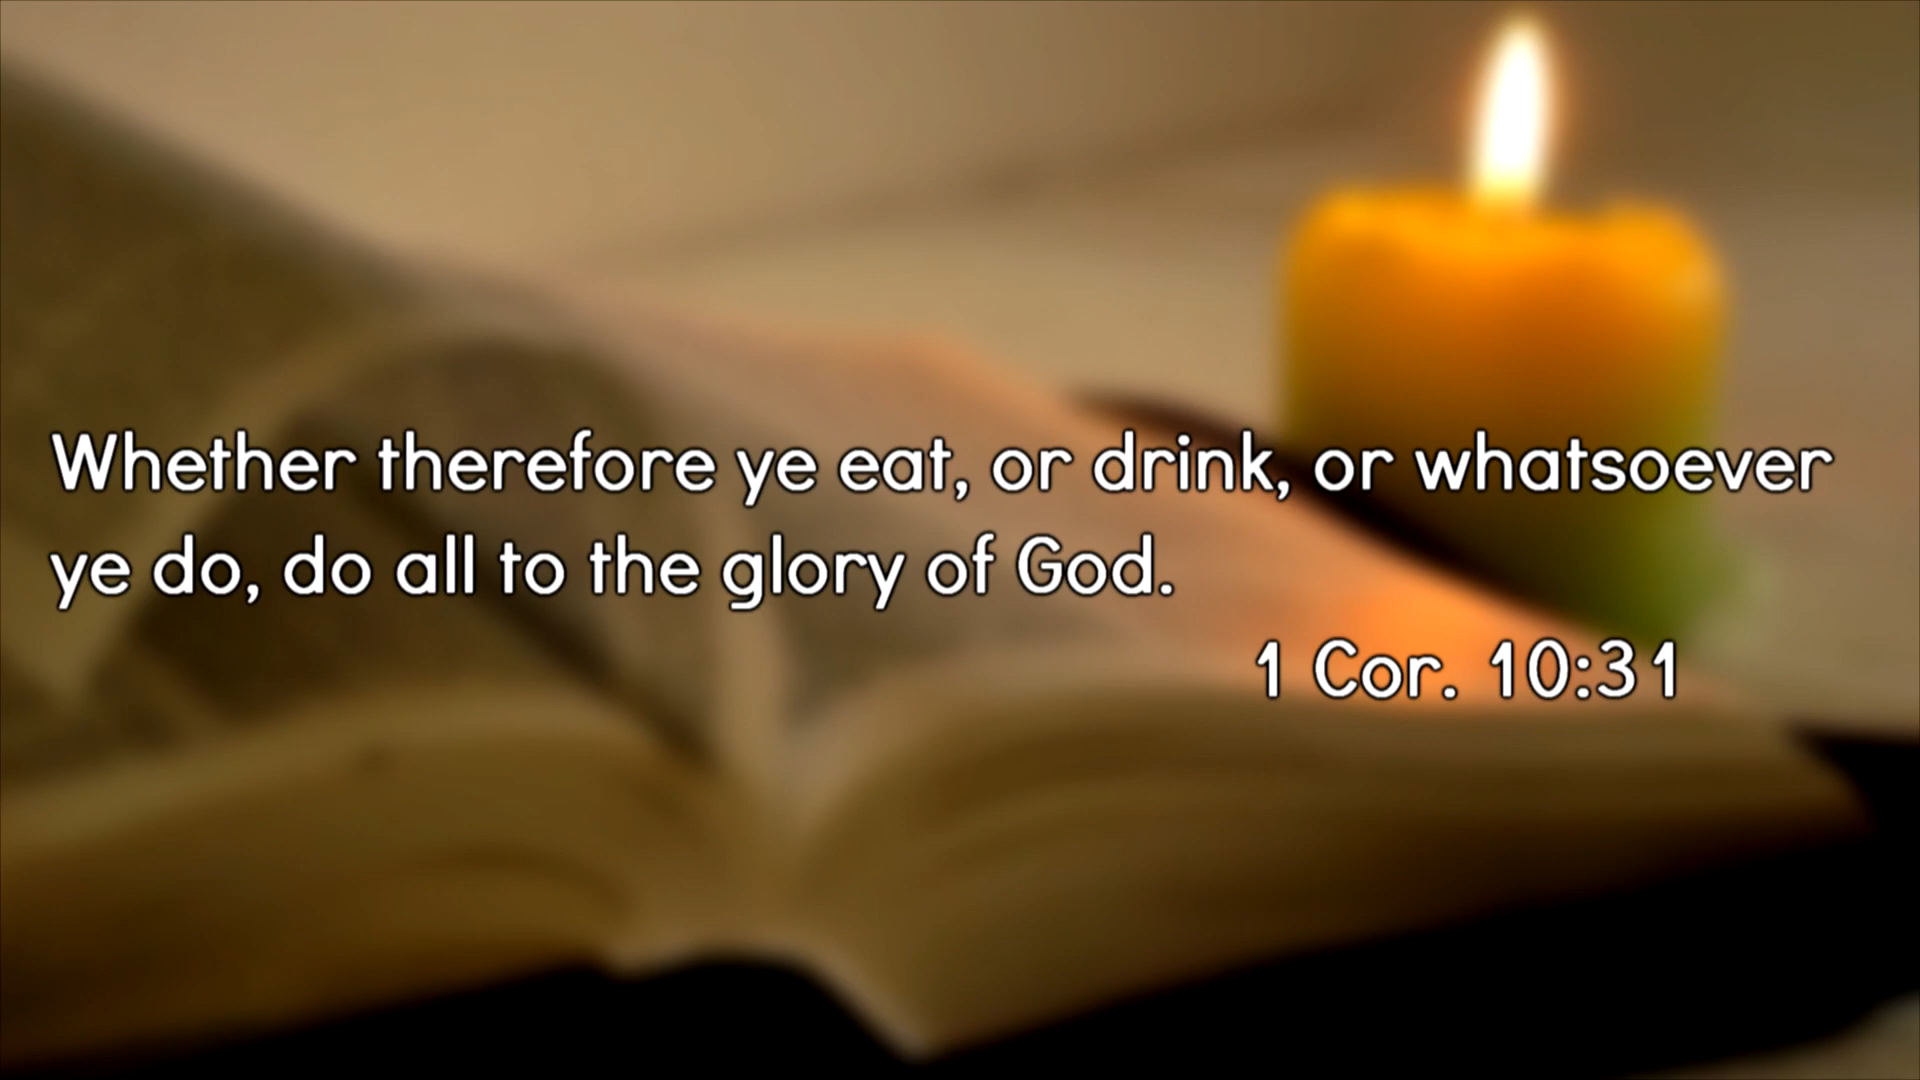 Whether therefore ye eat, or drink, or whatsoever
ye do, do all to the glory of God.
1 Cor. 10:31